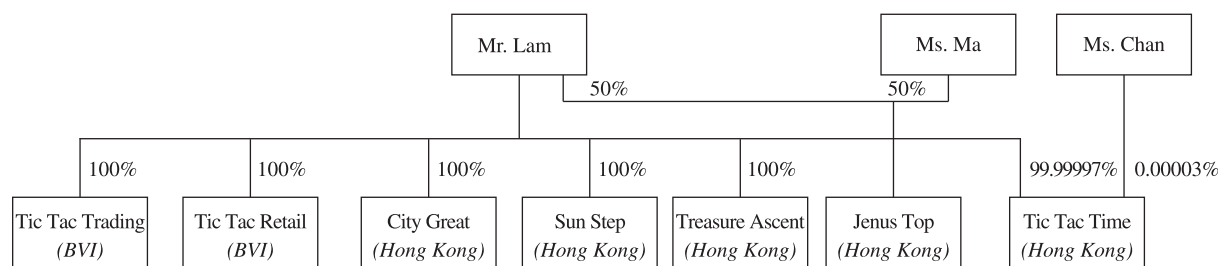 Mr. Lam
Ms. Ma
Ms. Chan
50%
50%
100%
100%
100%
100%
100%
99.99997%
0.00003%
Tic Tac Trading
(BVI)
Tic Tac Retail
(BVI)
City Great
(Hong Kong)
Sun Step
(Hong Kong)
Treasure Ascent
(Hong Kong)
Jenus Top
(Hong Kong)
Tic Tac Time
(Hong Kong)